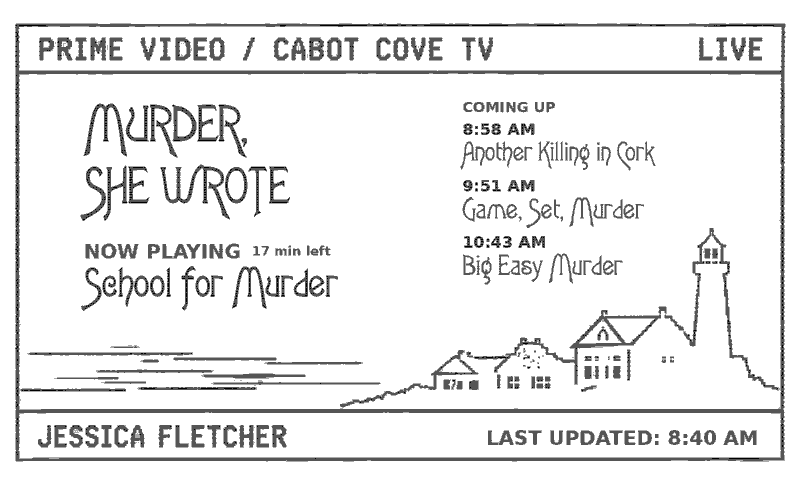 PRIME VIDEO / CABOT COVE TV
LIVE
MURDER,
SHE WROTE
NOW PLAYING 17 min left
School for Murder
COMING UP
8:58 AM
Another Killing in Cork
9:51 AM
Game, Set, Murder
10:43 AM
Big Easy Murder
JESSICA FLETCHER
LAST UPDATED: 8:40 AM